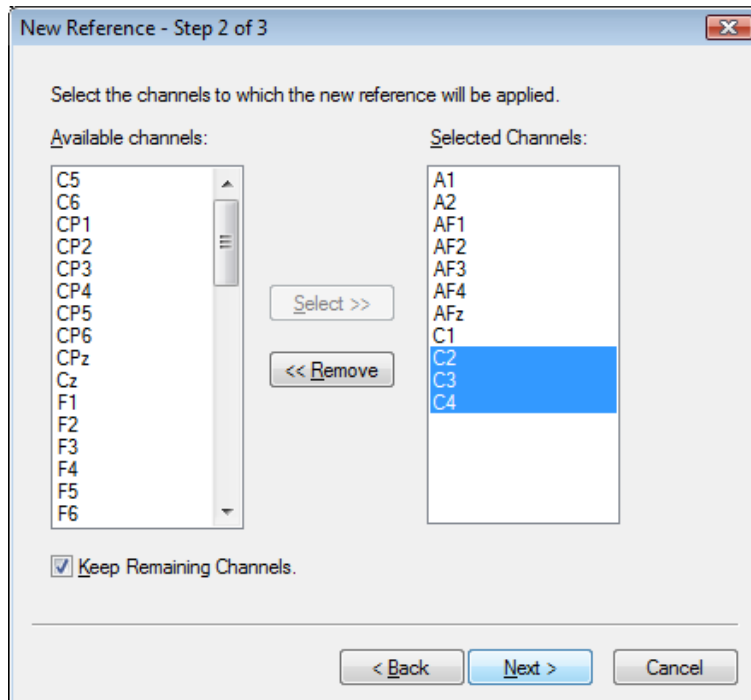 New Reference - Step 2 of 3
Select the channels to which the new reference will be applied.
Available channels:
C5
C6
CP1
CP2
CP3
CP4
CP5
CP6
CPz
Cz
F1
F2
F3
F4
F5
F6
Select >>
<< Remove
Selected Channels:
A1
A2
AF1
AF2
AF3
AF4
AFz
C1
C2
C3
C4
Keep Remaining Channels.
< Back
Next >
Cancel